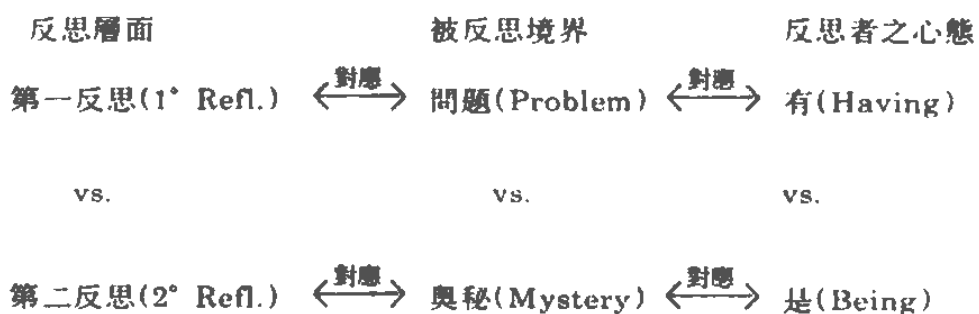 反思層面 被反思境界 反思者之心態
對應 對應
第一反思(1° Refl.) ⟷ 問題(Problem) ⟷ 有(Having)
vs. vs. vs.
對應 對應
第二反思(2° Refl.) ⟷ 奧秘(Mystery) ⟷ 是(Being)